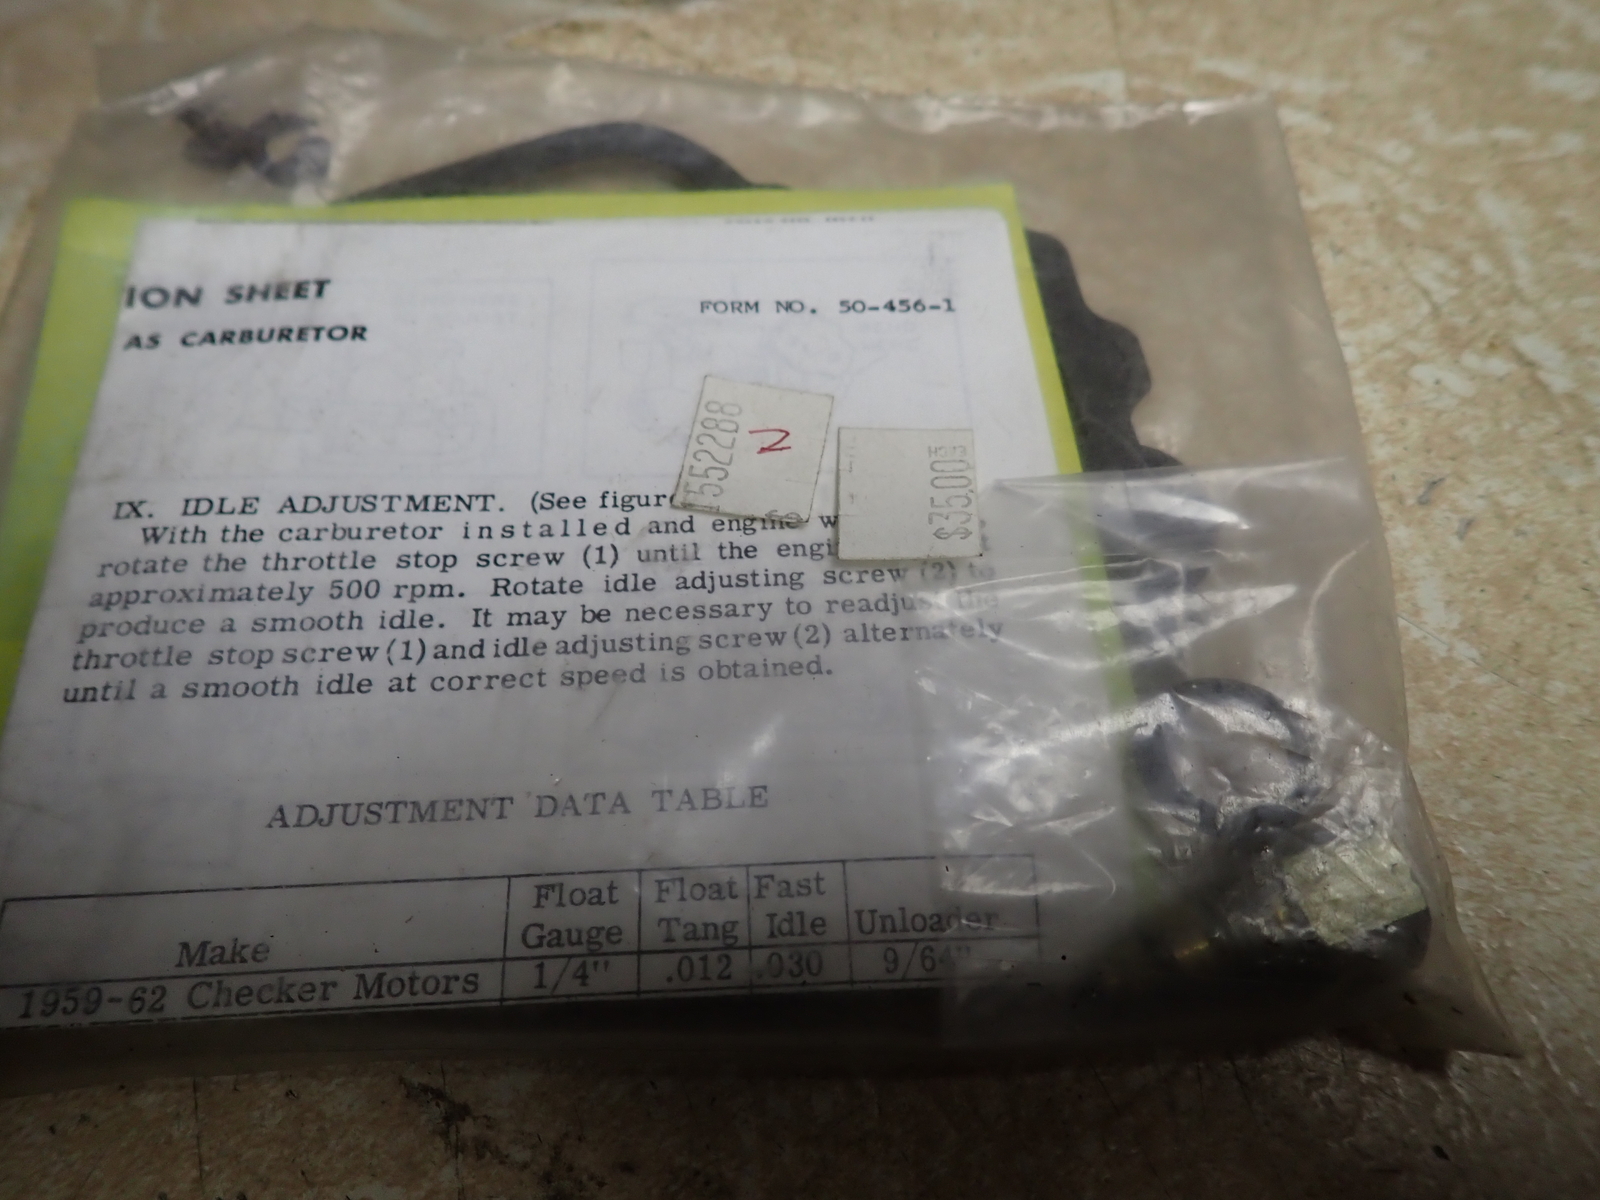 ION SHEET
AS CARBURETOR
FORM NO. 50-456-1
1552288
2
$35.00
IX. IDLE ADJUSTMENT. (See figur
With the carburetor installed and engine w
rotate the throttle stop screw (1) until the engi
approximately 500 rpm. Rotate idle adjusting screw (2) to
produce a smooth idle. It may be necessary to readjust the
throttle stop screw (1) and idle adjusting screw (2) alternately
until a smooth idle at correct speed is obtained.
ADJUSTMENT DATA TABLE
Make Float Gauge Float Tang Fast Idle Unloader
1959-62 Checker Motors 1/4" .012 .030 9/64"